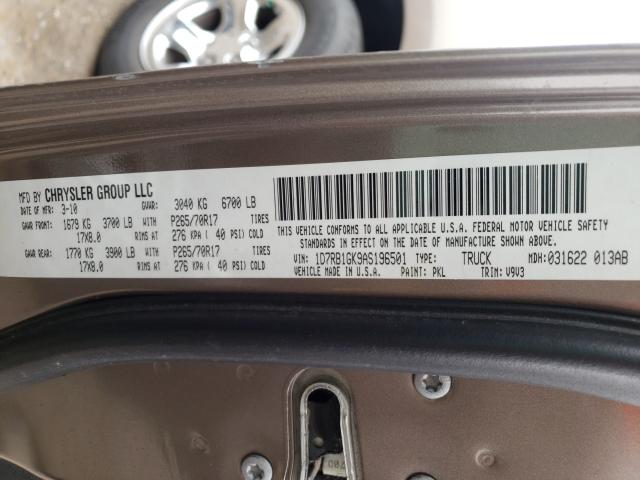 MFD BY CHRYSLER GROUP LLC
DATE OF MFR: 3-10 GVWR: 3040 KG 6700 LB
GAWR FRONT: 1679 KG 3700 LB WITH P265/70R17 TIRES
17X8.0 RIMS AT 276 KPA ( 40 PSI) COLD
GAWR REAR: 1770 KG 3900 LB WITH P265/70R17 TIRES
17X8.0 RIMS AT 276 KPA ( 40 PSI) COLD
THIS VEHICLE CONFORMS TO ALL APPLICABLE U.S.A. FEDERAL MOTOR VEHICLE SAFETY
STANDARDS IN EFFECT ON THE DATE OF MANUFACTURE SHOWN ABOVE.
VIN: 1D7RB1GK9AS196501 TYPE: TRUCK MDH: 031622 013AB
VEHICLE MADE IN U.S.A. PAINT: PKL TRIM: V9V3